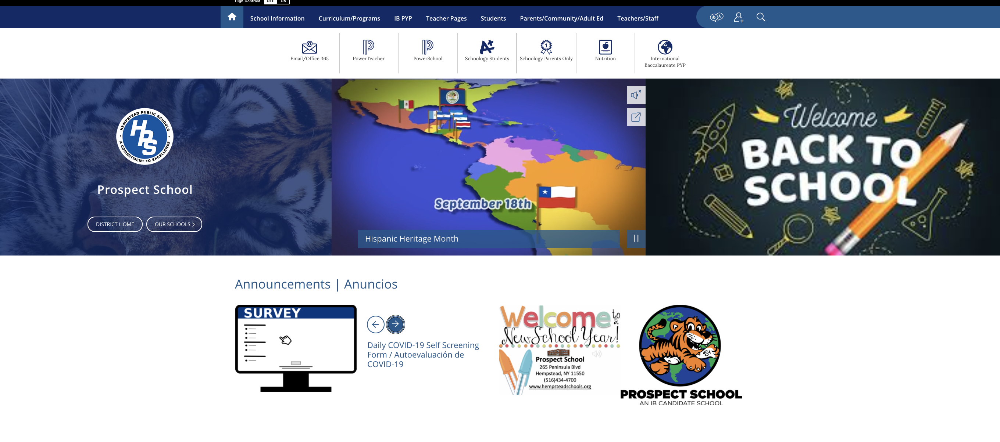 High Contrast OFF ON
School Information Curriculum/Programs IB PYP Teacher Pages Students Parents/Community/Adult Ed Teachers/Staff
Email/Office 365
PowerTeacher
PowerSchool
Schoology Students
Schoology Parents Only
Nutrition
International
Baccalaureate PYP
HEMPSTEAD PUBLIC SCHOOLS
HPS
A COMMITMENT TO EXCELLENCE
Prospect School
DISTRICT HOME
OUR SCHOOLS
September 18th
Hispanic Heritage Month
Welcome
BACK TO
SCHOOL
Announcements | Anuncios
SURVEY
Daily COVID-19 Self Screening
Form / Autoevaluación de
COVID-19
Welcome to a
New School Year!
Prospect School
265 Peninsula Blvd
Hempstead, NY 11550
(516)434-4700
www.hempsteadschools.org
PROSPECT SCHOOL
AN IB CANDIDATE SCHOOL